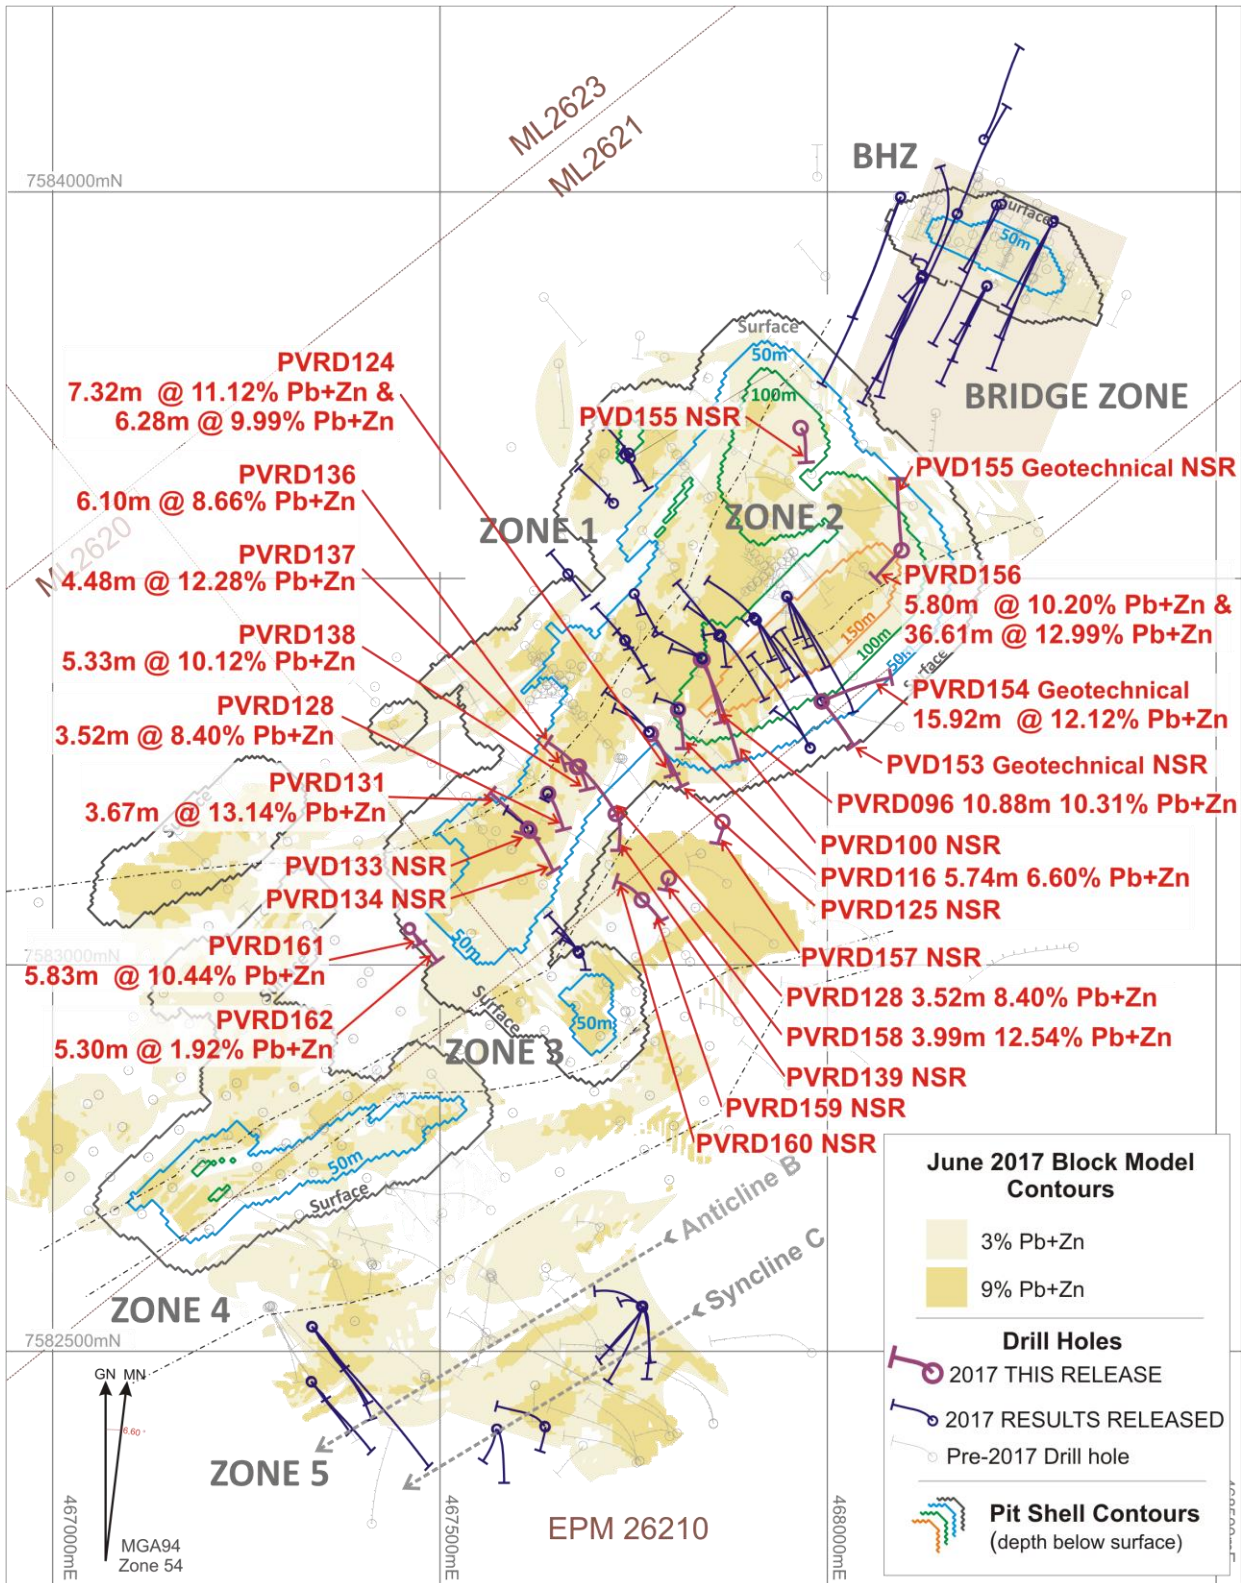 ML2623
ML2621
BHZ
7584000mN
Surface
50m
Surface
50m
100m
BRIDGE ZONE
PVRD124
7.32m @ 11.12% Pb+Zn &
6.28m @ 9.99% Pb+Zn
PVD155 NSR
PVD155 Geotechnical NSR
PVRD136
6.10m @ 8.66% Pb+Zn
ZONE 1
ZONE 2
ML2620
PVRD137
4.48m @ 12.28% Pb+Zn
PVRD156
5.80m @ 10.20% Pb+Zn &
36.61m @ 12.99% Pb+Zn
150m
100m
50m
Surface
PVRD138
5.33m @ 10.12% Pb+Zn
PVRD154 Geotechnical
15.92m @ 12.12% Pb+Zn
PVRD128
3.52m @ 8.40% Pb+Zn
PVD153 Geotechnical NSR
PVRD131
3.67m @ 13.14% Pb+Zn
Surface
PVRD096 10.88m 10.31% Pb+Zn
PVRD100 NSR
PVD133 NSR
PVRD116 5.74m 6.60% Pb+Zn
PVRD134 NSR
PVRD125 NSR
50m
PVRD161
5.83m @ 10.44% Pb+Zn
7583000mN
PVRD157 NSR
Surface
Surface
50m
PVRD128 3.52m 8.40% Pb+Zn
PVRD162
5.30m @ 1.92% Pb+Zn
PVRD158 3.99m 12.54% Pb+Zn
ZONE 3
PVRD139 NSR
PVRD159 NSR
PVRD160 NSR
50m
Surface
Anticline B
Syncline C
ZONE 4
7582500mN
GN MN
6.60°
ZONE 5
MGA94
Zone 54
467000mE
467500mE
468000mE
EPM 26210
June 2017 Block Model
Contours
3% Pb+Zn
9% Pb+Zn
Drill Holes
2017 THIS RELEASE
2017 RESULTS RELEASED
Pre-2017 Drill hole
Pit Shell Contours
(depth below surface)